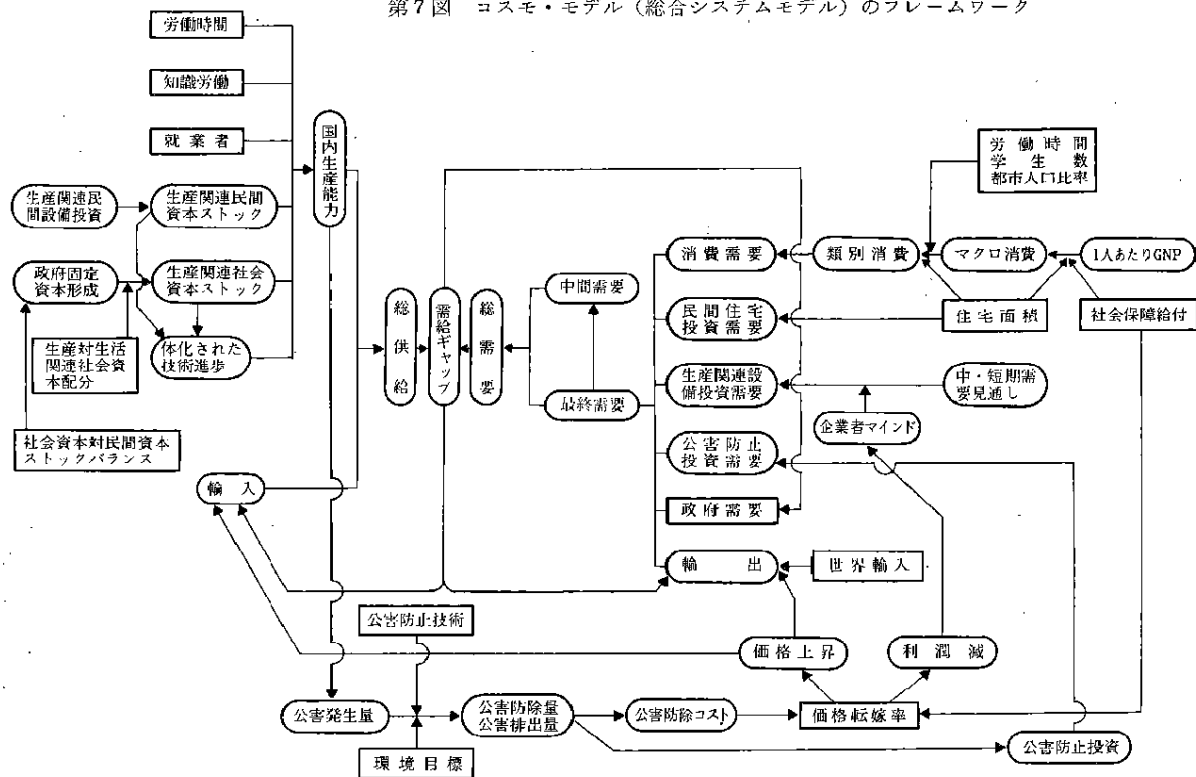 第7図 コスモ・モデル(総合システムモデル)のフレームワーク
労働時間
知識労働
就業者
生産関連民
間設備投資
生産関連民間
資本ストック
政府固定
資本形成
生産関連社会
資本ストック
生産対生活
関連社会資
本配分
体化された
技術進歩
社会資本対民間資本
ストックバランス
国内生産能力
輸入
総供給
需給ギャップ
総需要
中間需要
最終需要
消費需要
民間住宅
投資需要
生産関連設
備投資需要
公害防止
投資需要
政府需要
輸出
類別消費
マクロ消費
1人あたりGNP
労働時間
学生数
都市人口比率
住宅面積
社会保障給付
中・短期需
要見通し
企業者マインド
世界輸入
価格上昇
利潤減
公害防止技術
公害発生量
環境目標
公害防除量
公害排出量
公害防除コスト
価格転嫁率
公害防止投資